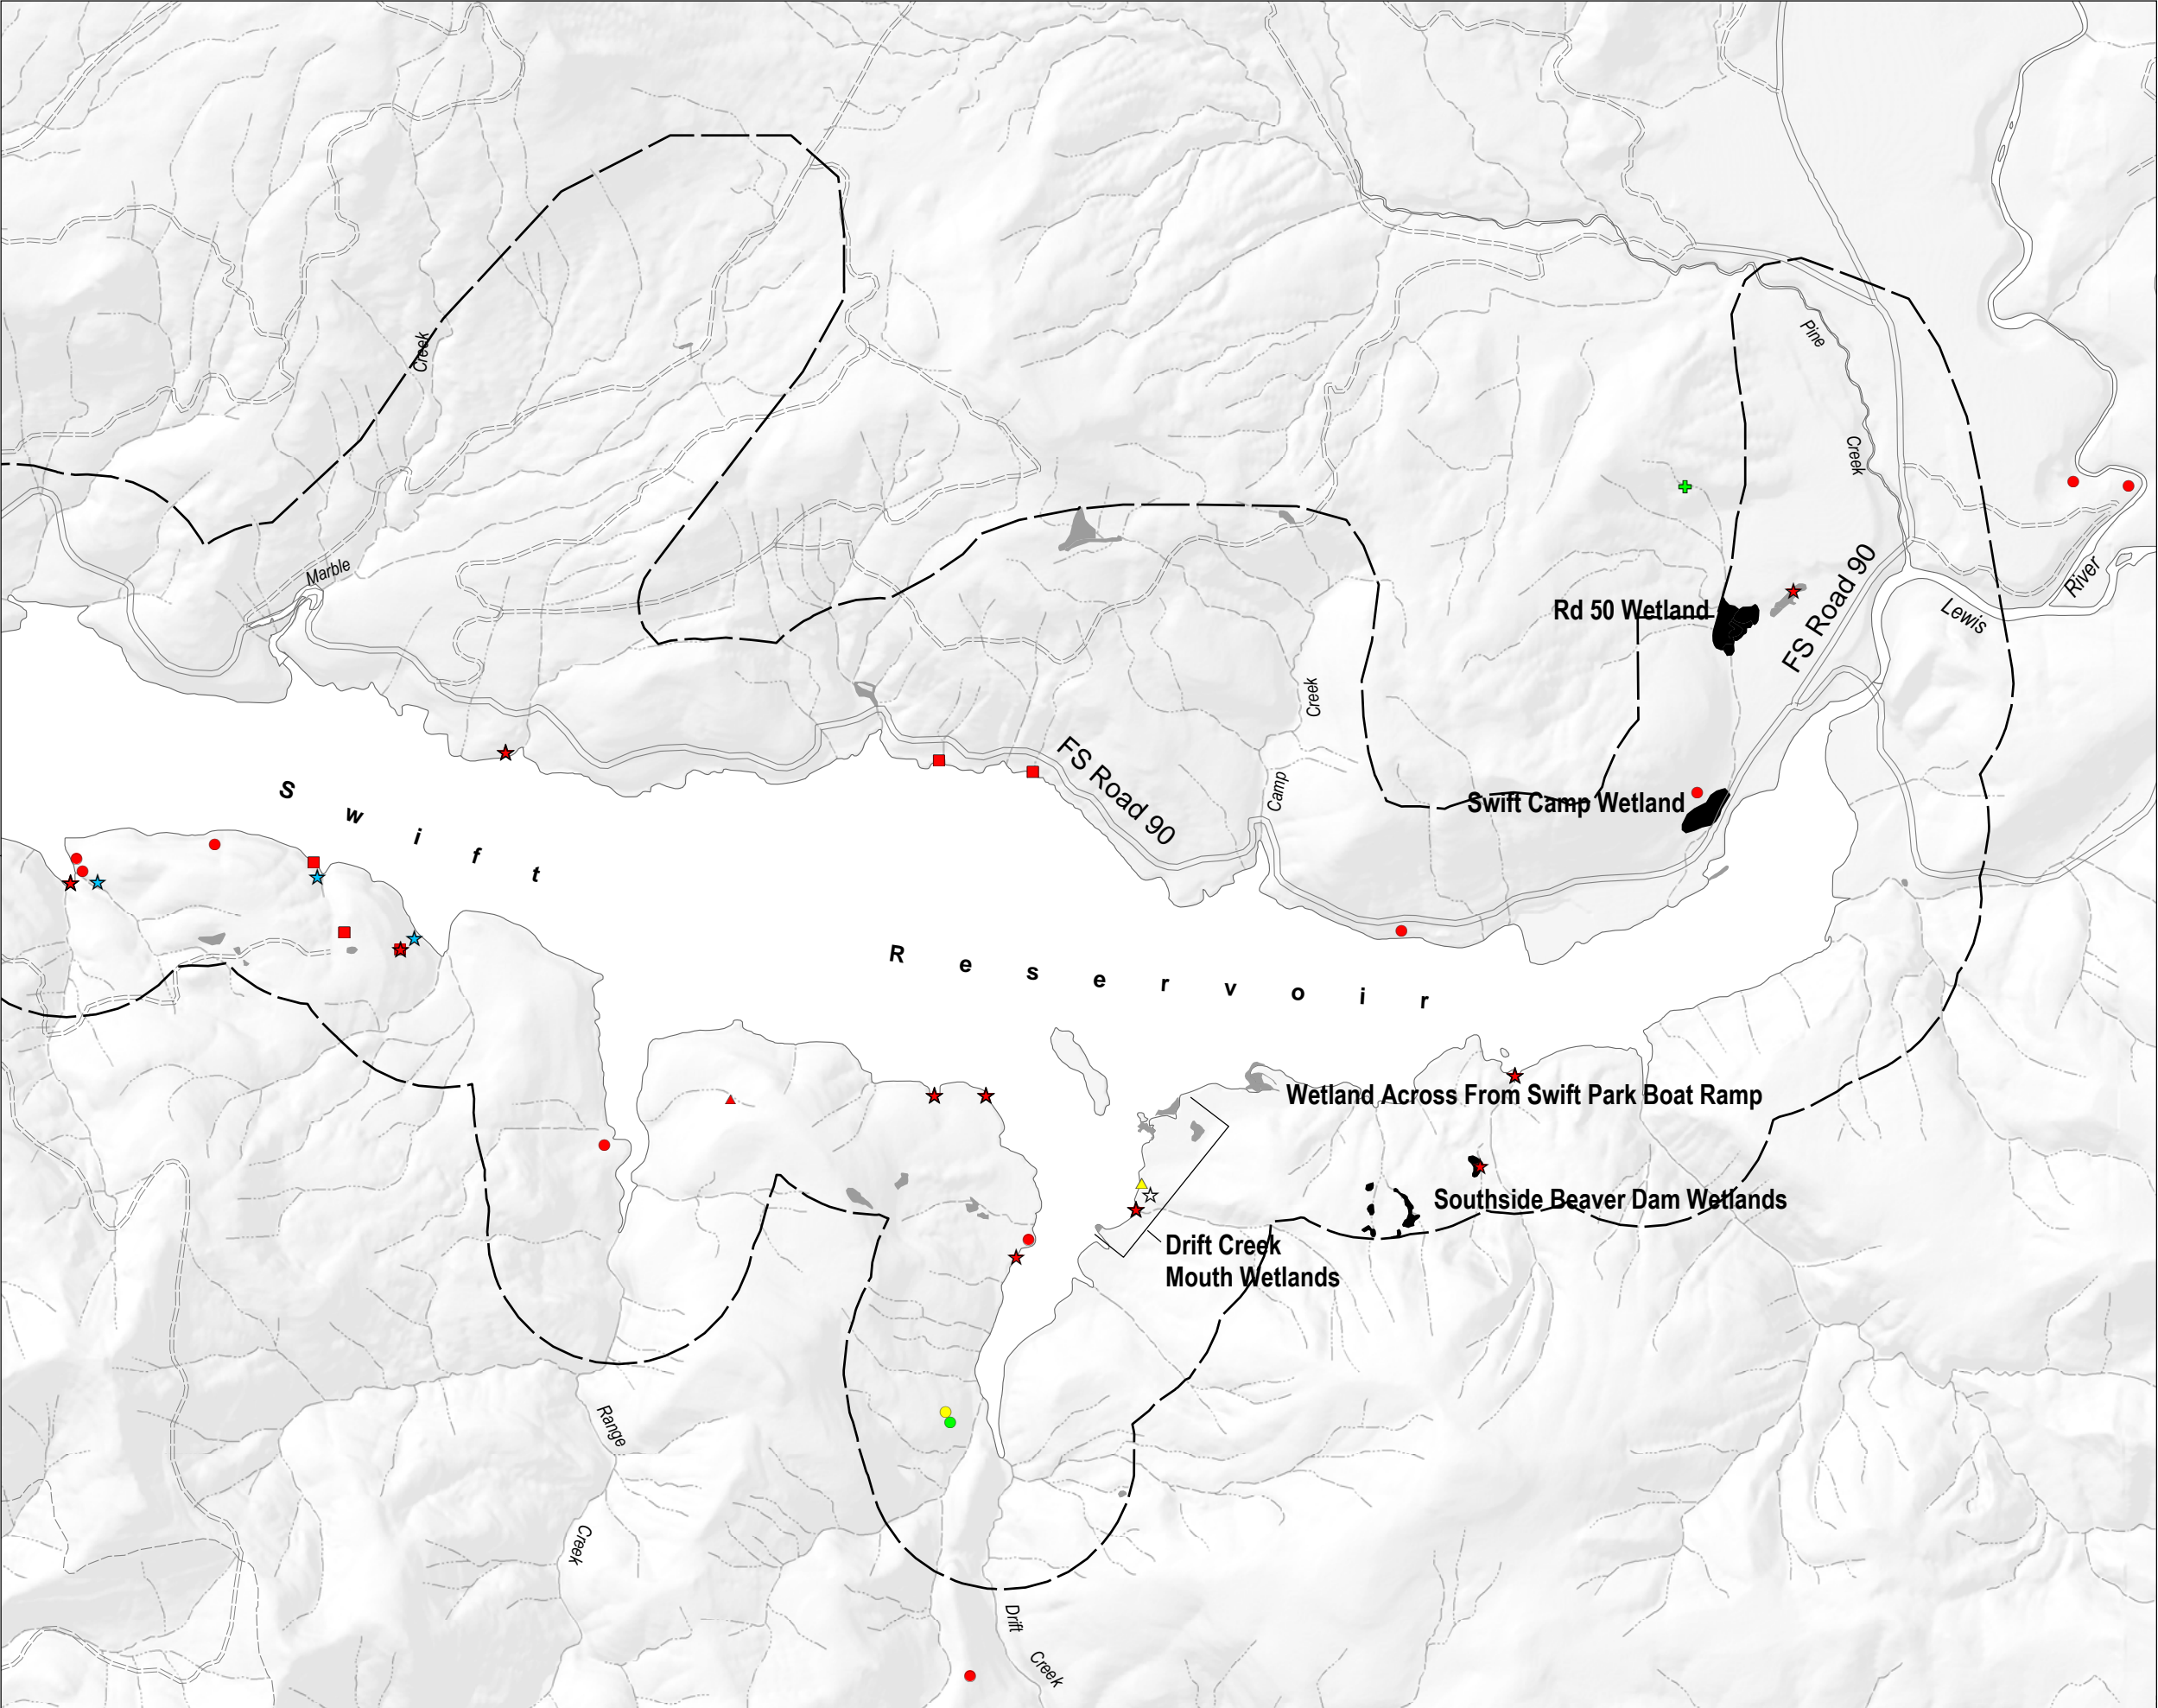 Creek
Pine
Creek
Marble
FS Road 90
River
Lewis
Rd 50 Wetland
Creek
FS Road 90
Camp
Swift Camp Wetland
Swift
Reservoir
Wetland Across From Swift Park Boat Ramp
Southside Beaver Dam Wetlands
Drift Creek
Mouth Wetlands
Range
Creek
Drift
Creek